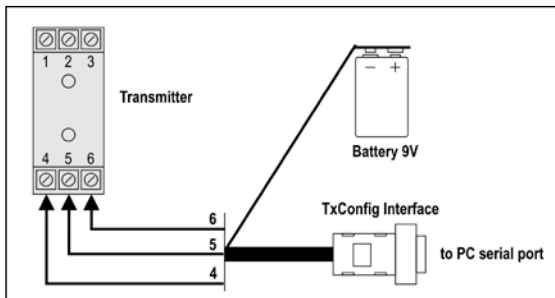 1 2 3
Transmitter
4 5 6
− +
Battery 9V
6
5
4
TxConfig Interface
to PC serial port